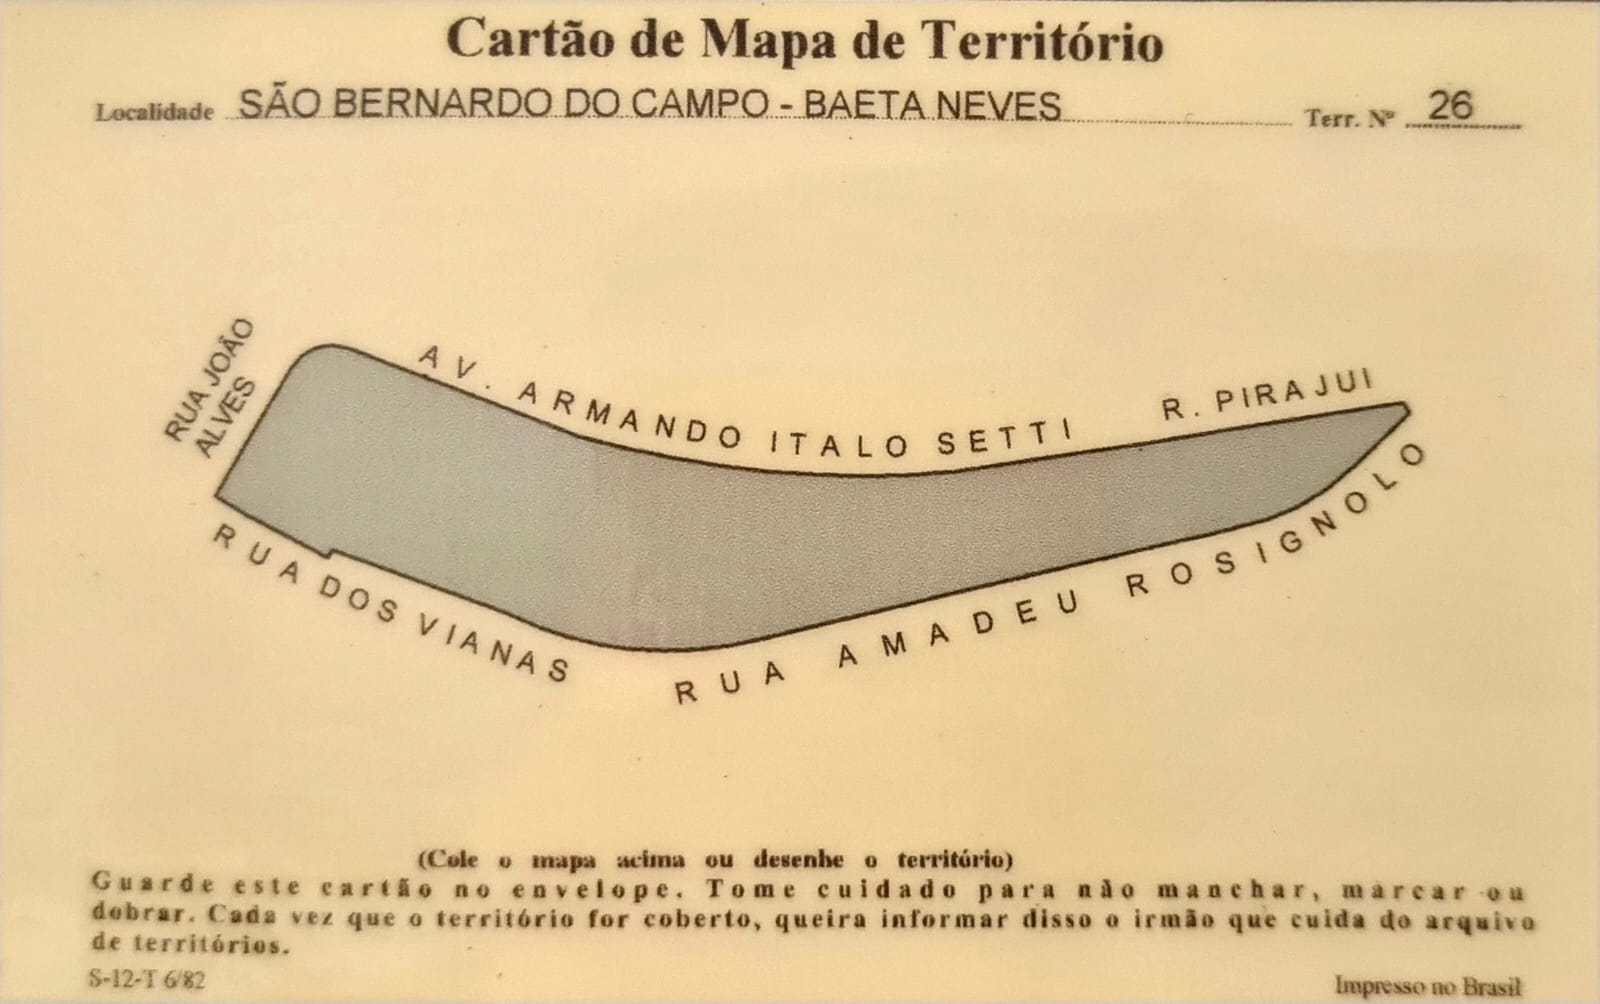 Cartão de Mapa de Território
Localidade SÃO BERNARDO DO CAMPO - BAETA NEVES Terr. Nº 26
RUA JOÃO
ALVES
AV. ARMANDO ITALO SETTI
R. PIRAJUI
RUA DOS VIANAS
RUA AMADEU ROSIGNOLO
(Cole o mapa acima ou desenhe o território)
Guarde este cartão no envelope. Tome cuidado para não manchar, marcar ou
dobrar. Cada vez que o território for coberto, queira informar disso o irmão que cuida do arquivo
de territórios.
S-12-T 6/82
Impresso no Brasil